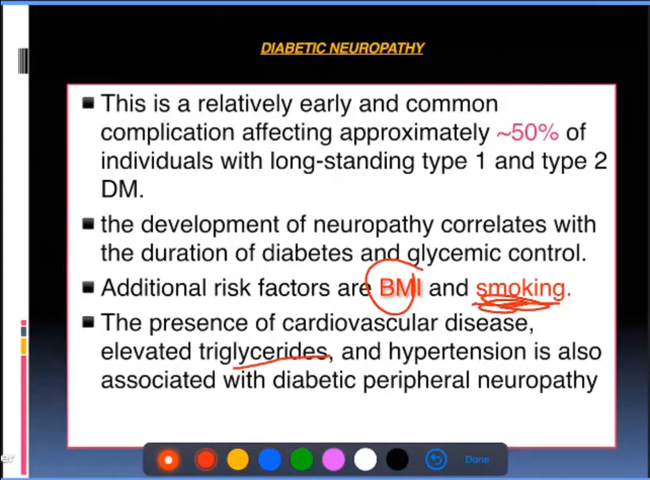 DIABETIC NEUROPATHY
This is a relatively early and common
complication affecting approximately ~50% of
individuals with long-standing type 1 and type 2
DM.
the development of neuropathy correlates with
the duration of diabetes and glycemic control.
Additional risk factors are BMI and smoking.
The presence of cardiovascular disease,
elevated triglycerides, and hypertension is also
associated with diabetic peripheral neuropathy
Done